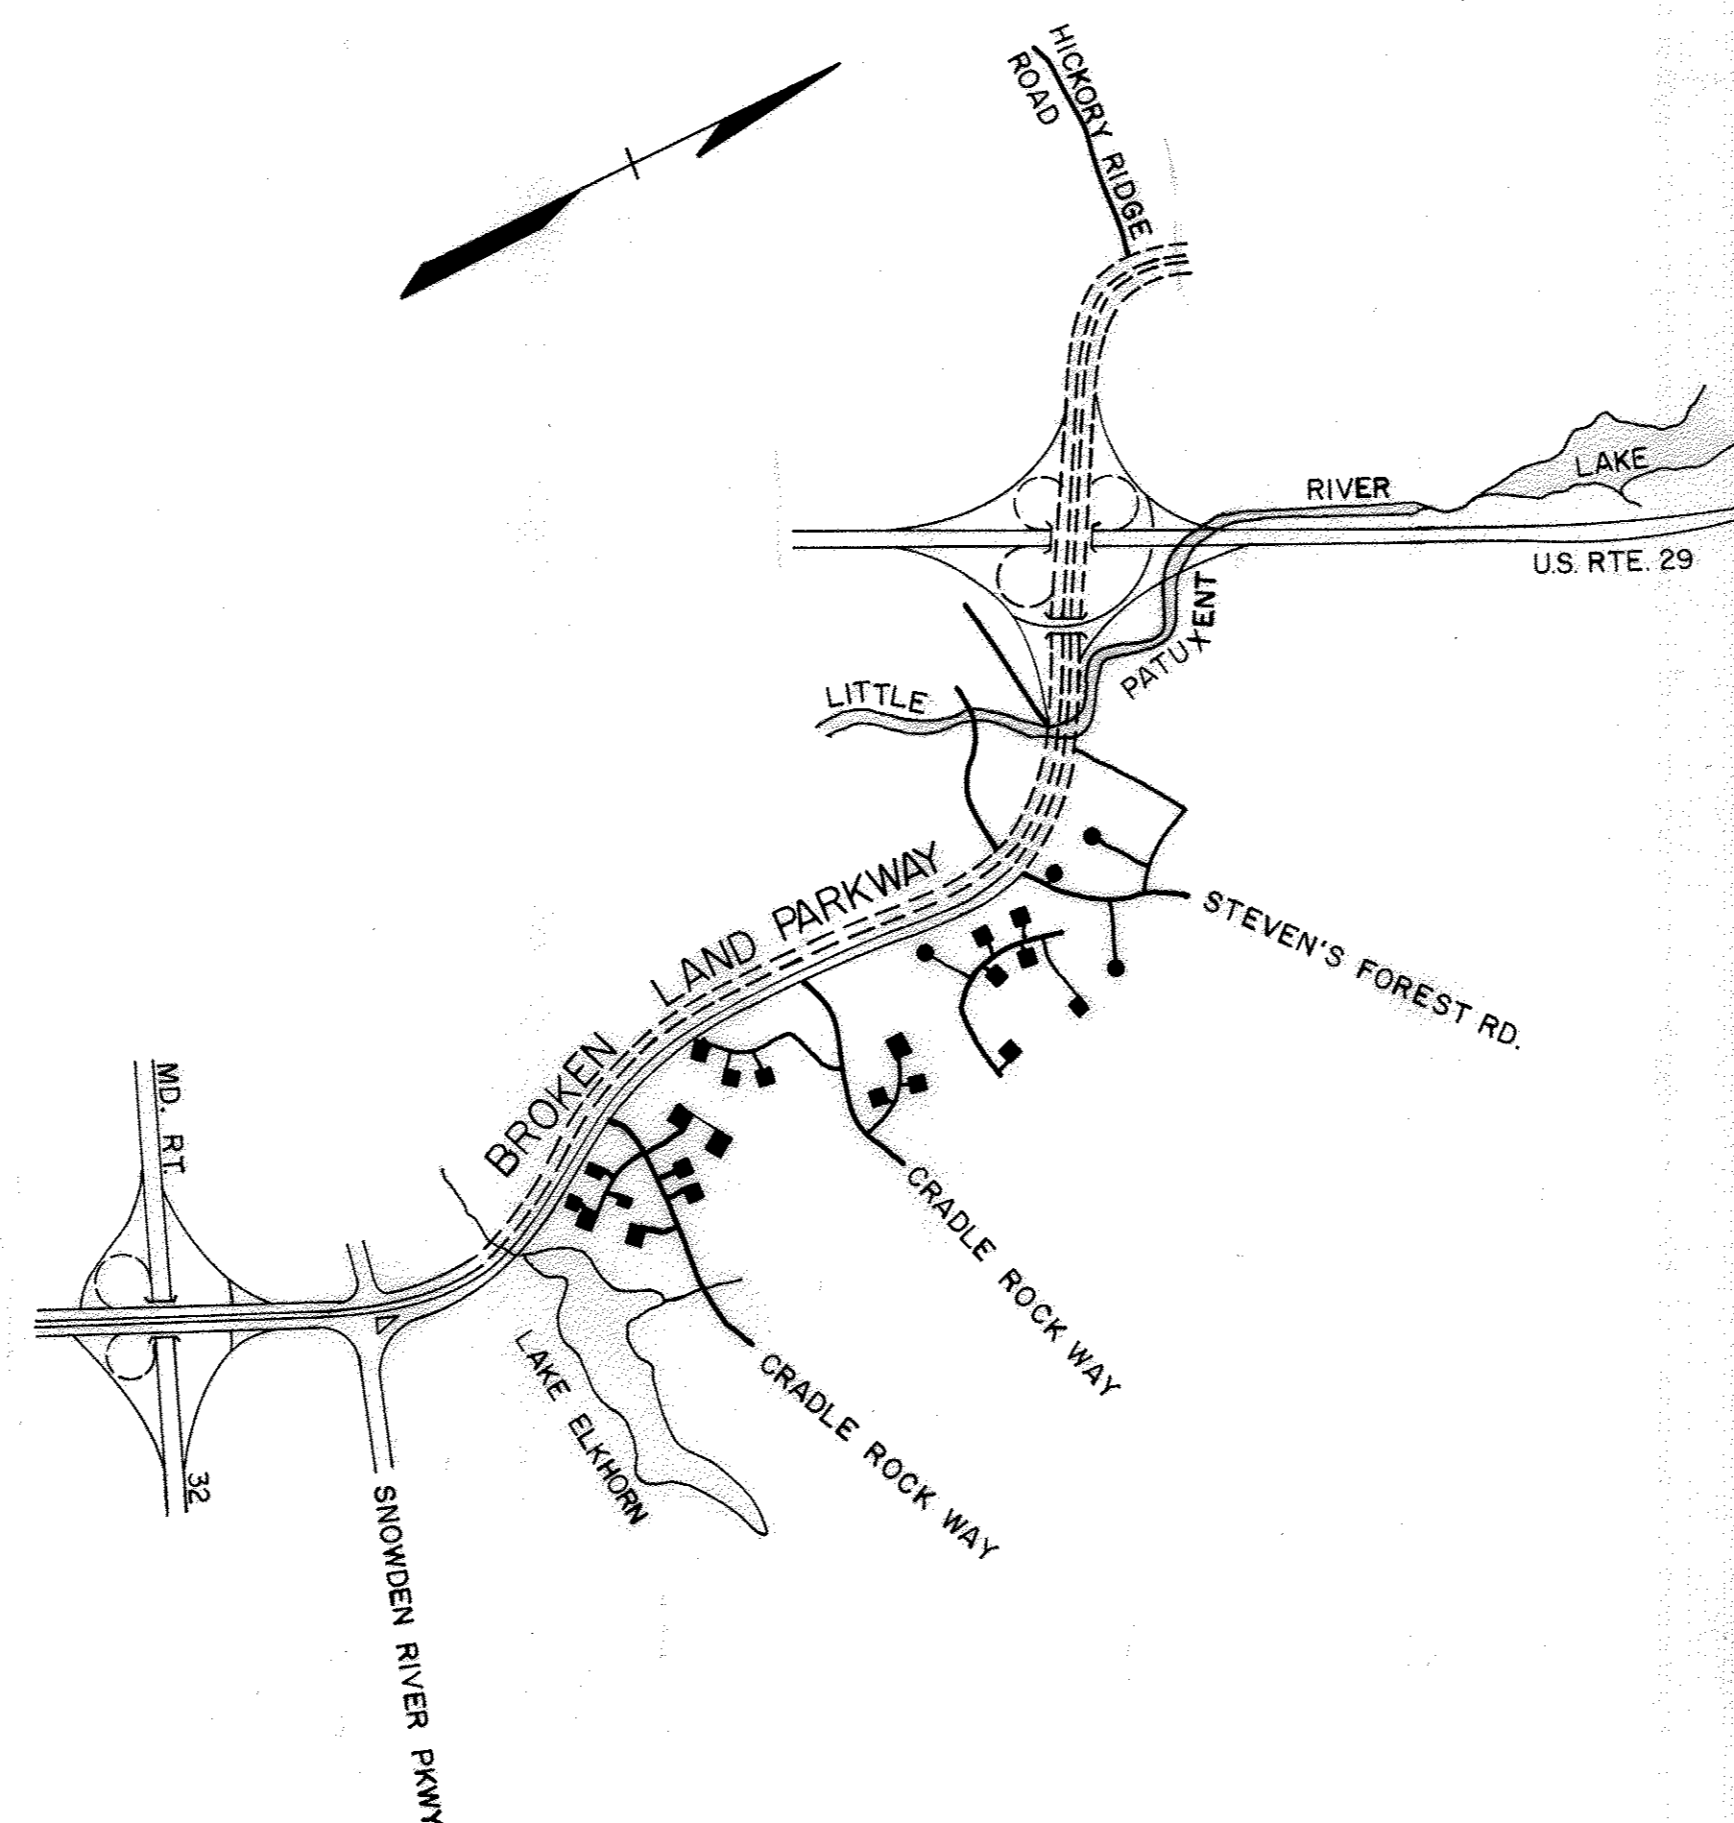 HICKORY RIDGE
ROAD
LAKE
RIVER
U.S. RTE. 29
PATUXENT
LITTLE
BROKEN LAND PARKWAY
STEVEN'S FOREST RD.
MD. RT.
32
CRADLE ROCK WAY
CRADLE ROCK WAY
LAKE ELKHORN
SNOWDEN RIVER PKWY